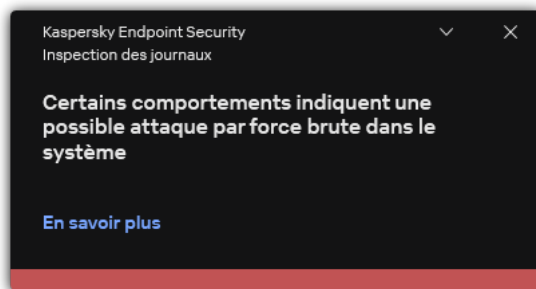 Kaspersky Endpoint Security
Inspection des journaux
Certains comportements indiquent une
possible attaque par force brute dans le
système
En savoir plus